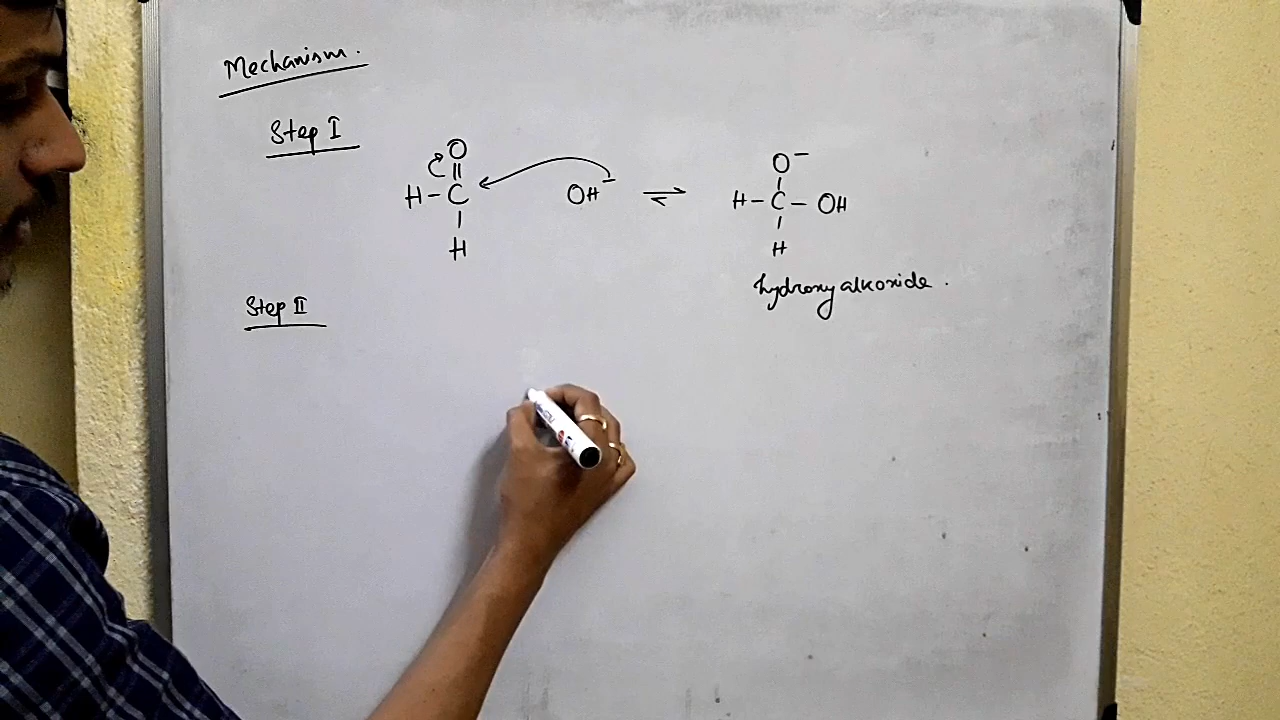 Mechanism.
Step I
O
H-C OH⁻ ⇌
H
O⁻
H-C-OH
H
hydroxyalkoxide.
Step II